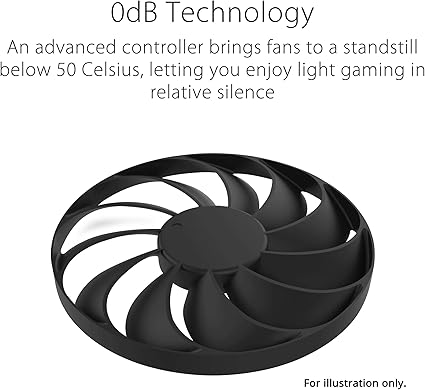 0dB Technology
An advanced controller brings fans to a standstill
below 50 Celsius, letting you enjoy light gaming in
relative silence
For illustration only.